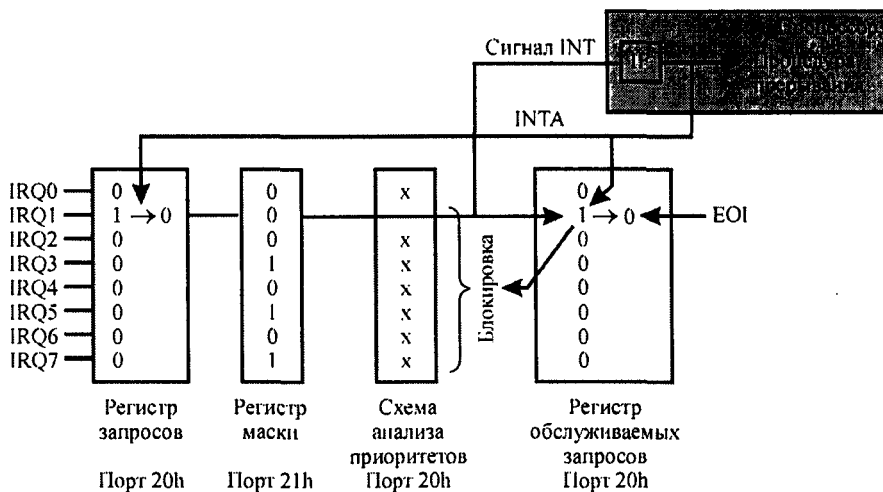 Сигнал INT
IF
INTA
IRQ0 0 0 x 0
IRQ1 1 → 0 0 1 → 0 EOI
IRQ2 0 0 x 0
IRQ3 0 1 x 0
IRQ4 0 0 x 0
IRQ5 0 1 x 0
IRQ6 0 0 x 0
IRQ7 0 1 x 0
Блокировка
Регистр запросов
Порт 20h
Регистр маски
Порт 21h
Схема анализа приоритетов
Порт 20h
Регистр обслуживаемых запросов
Порт 20h